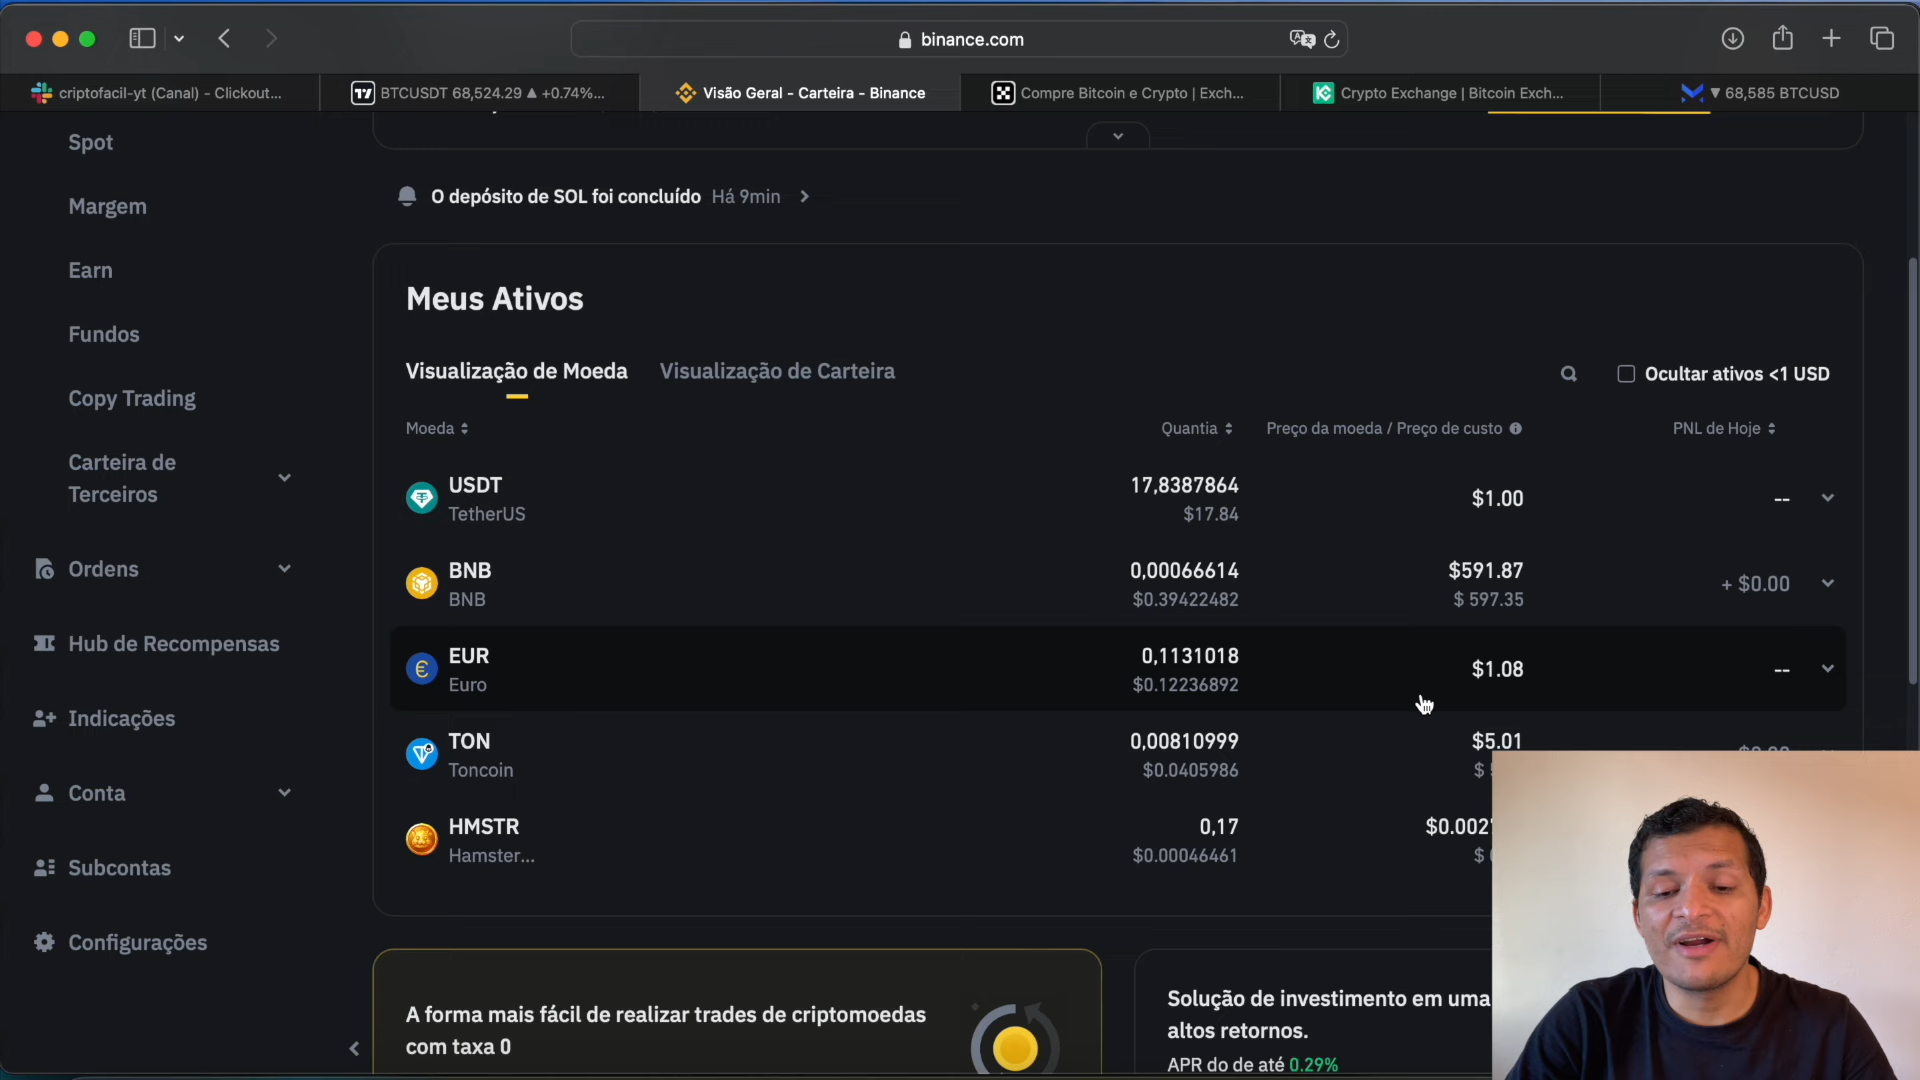 binance.com
criptofacil-yt (Canal) - Clickout...
BTCUSDT 68,524.29 ▲ +0.74%...
Visão Geral - Carteira - Binance
Compre Bitcoin e Crypto | Exch...
Crypto Exchange | Bitcoin Exch...
▼ 68,585 BTCUSD
Spot
Margem
Earn
Fundos
Copy Trading
Carteira de
Terceiros
Ordens
Hub de Recompensas
Indicações
Conta
Subcontas
Configurações
O depósito de SOL foi concluído Há 9min
Meus Ativos
Visualização de Moeda Visualização de Carteira
Ocultar ativos <1 USD
Moeda Quantia Preço da moeda / Preço de custo PNL de Hoje
USDT 17,8387864 $1.00 --
TetherUS $17.84
BNB 0,00066614 $591.87 + $0.00
BNB $0.39422482 $ 597.35
EUR 0,1131018 $1.08 --
Euro $0.12236892
TON 0,00810999 $5.01
Toncoin $0.0405986 $
HMSTR 0,17 $0.002
Hamster... $0.00046461 $
A forma mais fácil de realizar trades de criptomoedas
com taxa 0
Solução de investimento em uma
altos retornos.
APR do de até 0.29%